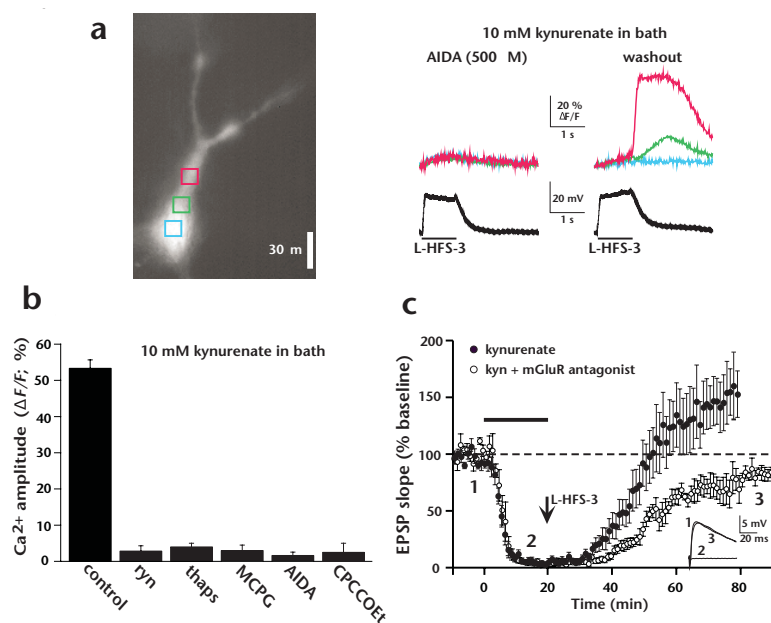 a
10 mM kynurenate in bath
AIDA (500 M)
washout
20 %
ΔF/F
1 s
20 mV
1 s
30 m
L-HFS-3
L-HFS-3
b
10 mM kynurenate in bath
Ca2+ amplitude (ΔF/F; %)
60
50
40
30
20
10
0
control
ryn
thaps
MCPG
AIDA
CPCCOEt
c
kynurenate
kyn + mGluR antagonist
EPSP slope (% baseline)
200
150
100
50
0
1
2
3
L-HFS-3
1
3
2
5 mV
20 ms
0
20
40
60
80
Time (min)